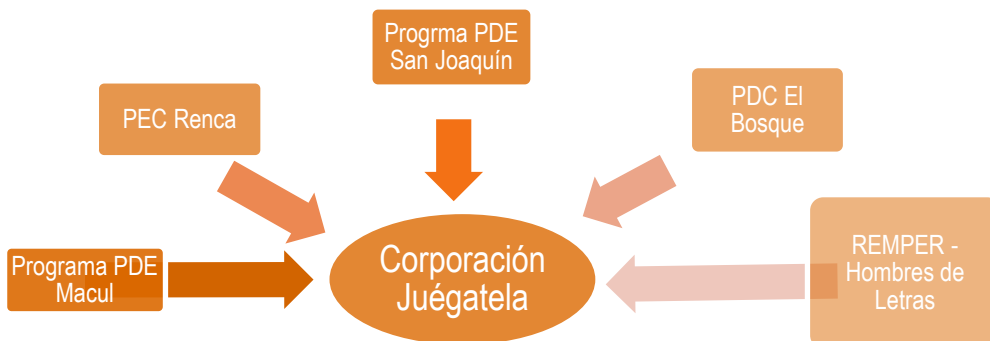 Progrma PDE
San Joaquín
PEC Renca
PDC El
Bosque
Programa PDE
Macul
Corporación
Juégatela
REMPER -
Hombres de
Letras